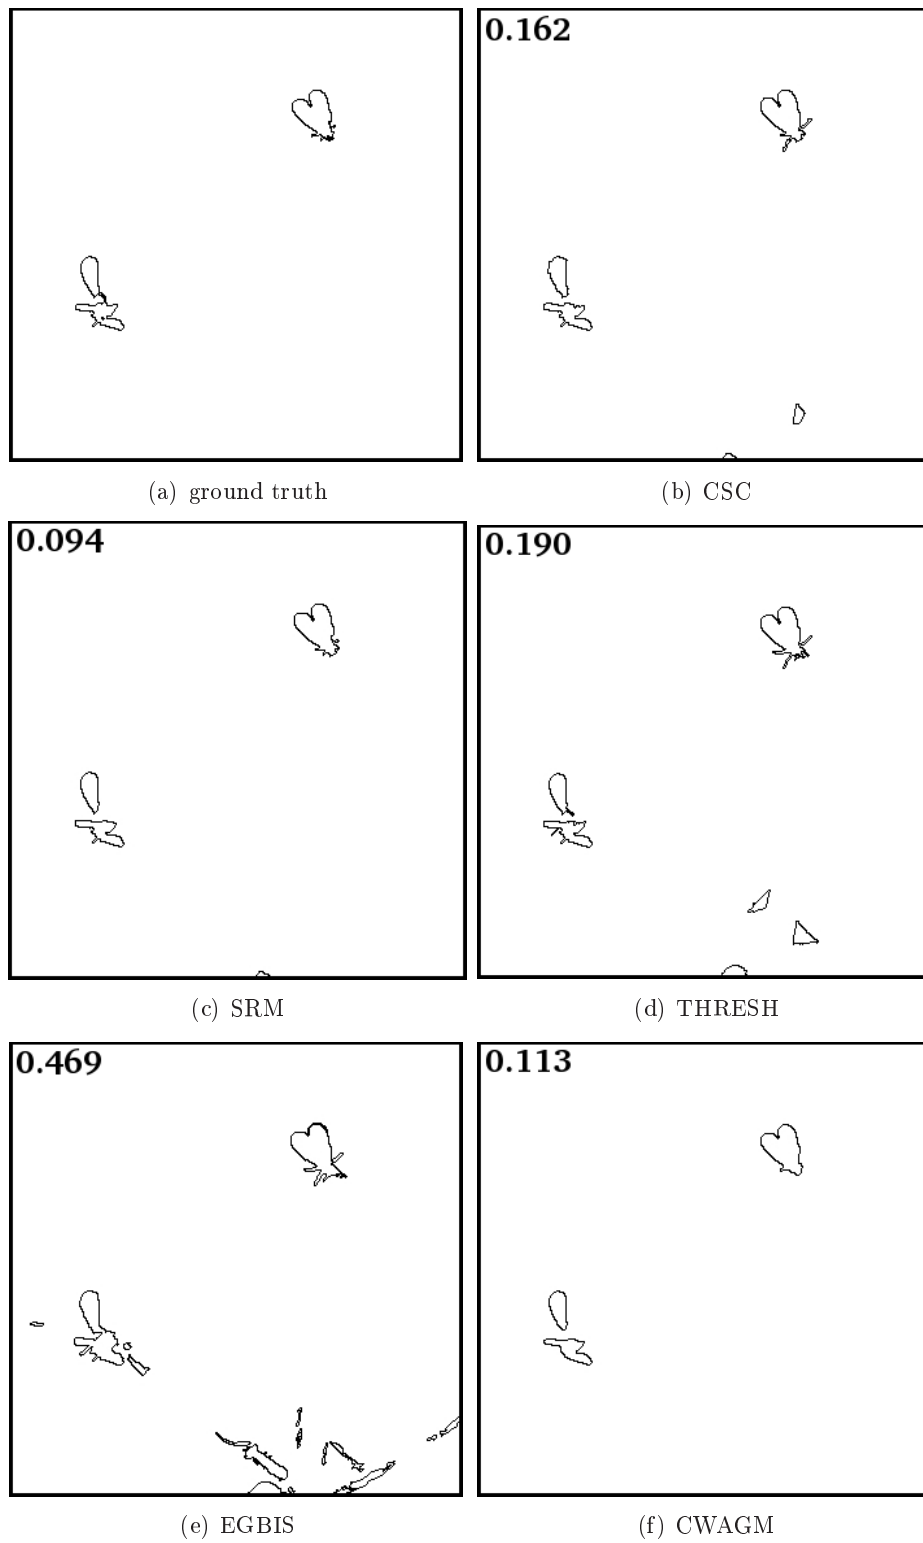 0.162
(a) ground truth
(b) CSC
0.094
0.190
(c) SRM
(d) THRESH
0.469
0.113
(e) EGBIS
(f) CWAGM